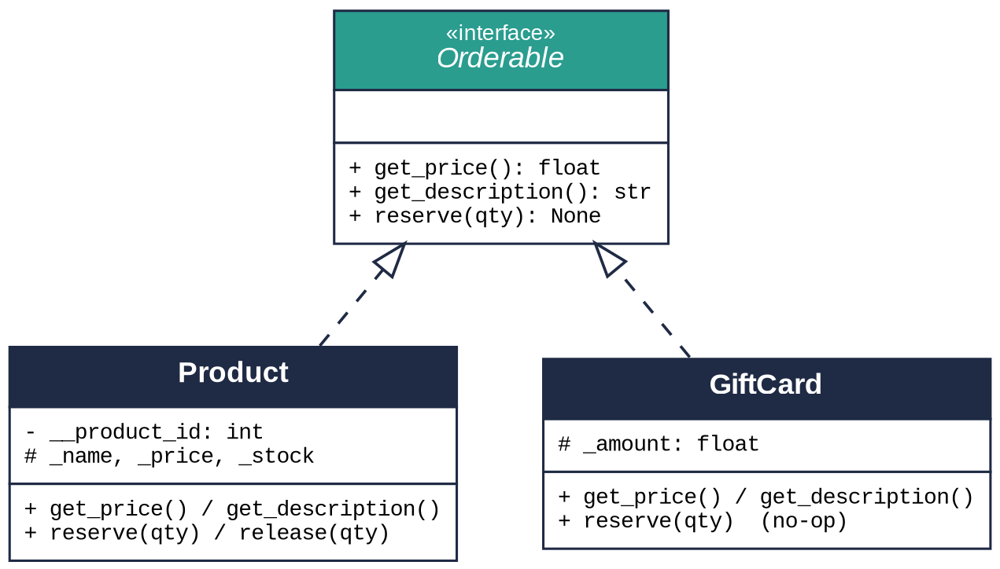 «interface»
Orderable
+ get_price(): float
+ get_description(): str
+ reserve(qty): None
Product
- __product_id: int
# _name, _price, _stock
+ get_price() / get_description()
+ reserve(qty) / release(qty)
GiftCard
# _amount: float
+ get_price() / get_description()
+ reserve(qty)  (no-op)